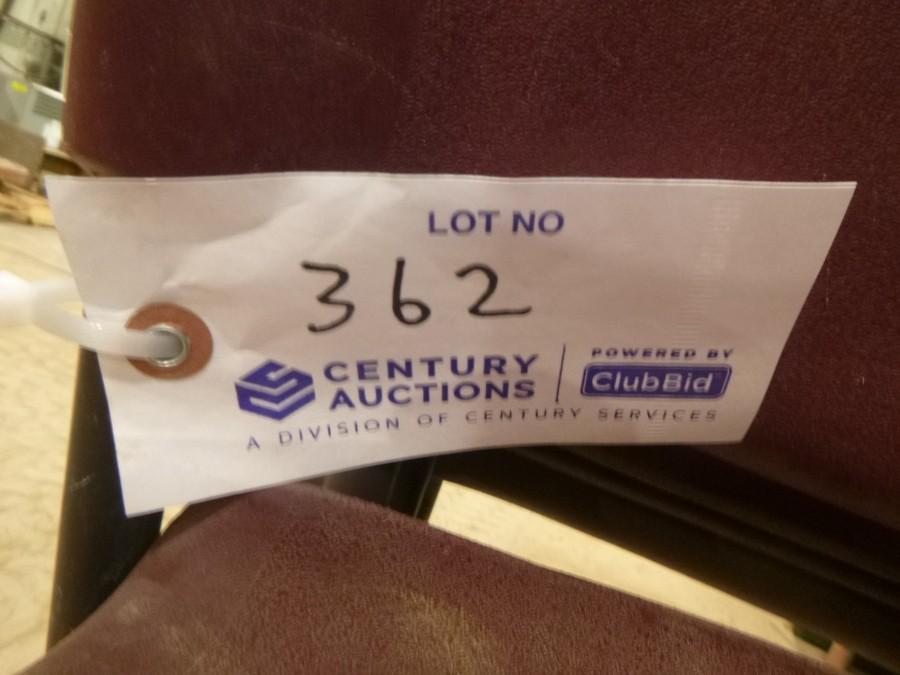 LOT NO
362
CENTURY
AUCTIONS
POWERED BY
ClubBid
A DIVISION OF CENTURY SERVICES